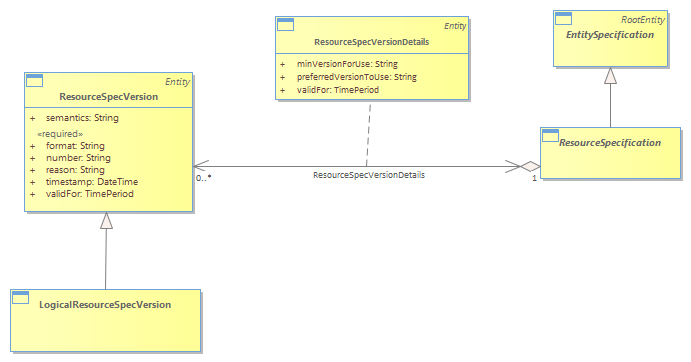 Entity
ResourceSpecVersionDetails
+ minVersionForUse: String
+ preferredVersionToUse: String
+ validFor: TimePeriod
RootEntity
EntitySpecification
Entity
ResourceSpecVersion
+ semantics: String
«required»
+ format: String
+ number: String
+ reason: String
+ timestamp: DateTime
+ validFor: TimePeriod
ResourceSpecification
0..*
ResourceSpecVersionDetails
1
LogicalResourceSpecVersion